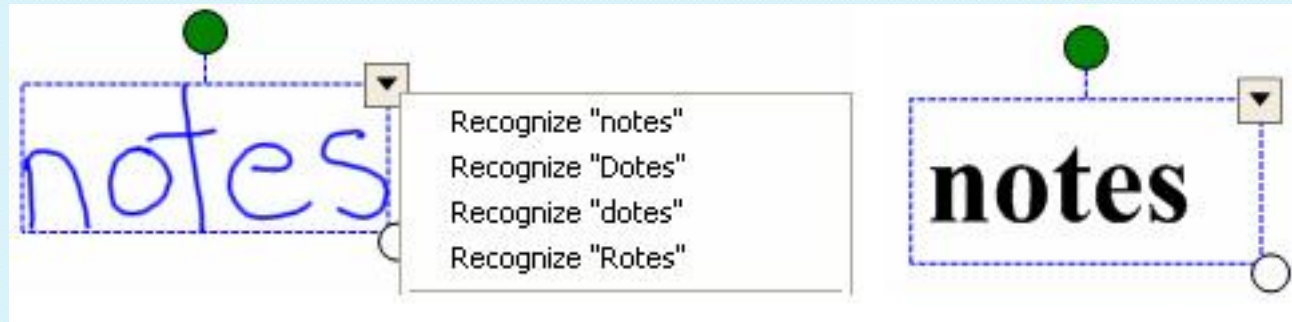 notes
Recognize "notes"
Recognize "Dotes"
Recognize "dotes"
Recognize "Rotes"
notes